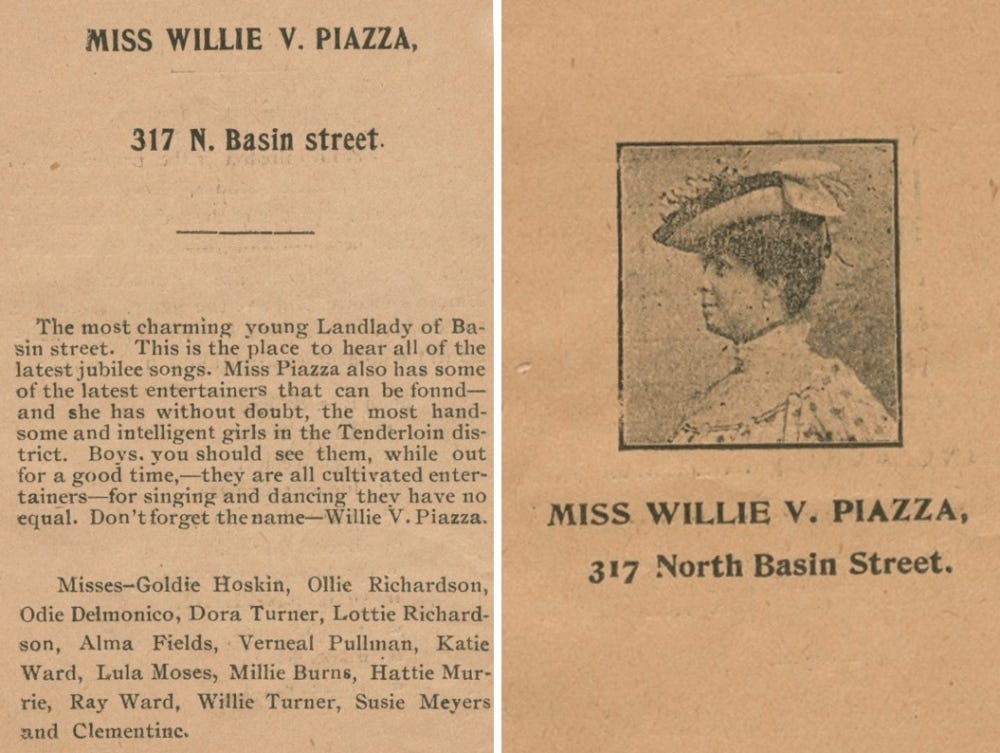 MISS WILLIE V. PIAZZA,
317 N. Basin street.
The most charming young Landlady of Ba-
sin street. This is the place to hear all of the
latest jubilee songs. Miss Piazza also has some
of the latest entertainers that can be fonnd—
and she has without doubt, the most hand-
some and intelligent girls in the Tenderloin dis-
trict. Boys. you should see them, while out
for a good time,—they are all cultivated enter-
tainers—for singing and dancing they have no
equal. Don't forget the name—Willie V. Piazza.
Misses—Goldie Hoskin, Ollie Richardson,
Odie Delmonico, Dora Turner, Lottie Richard-
son, Alma Fields, Verneal Pullman, Katie
Ward, Lula Moses, Millie Burns, Hattie Mur-
rie, Ray Ward, Willie Turner, Susie Meyers
and Clementine.
MISS WILLIE V. PIAZZA,
317 North Basin Street.